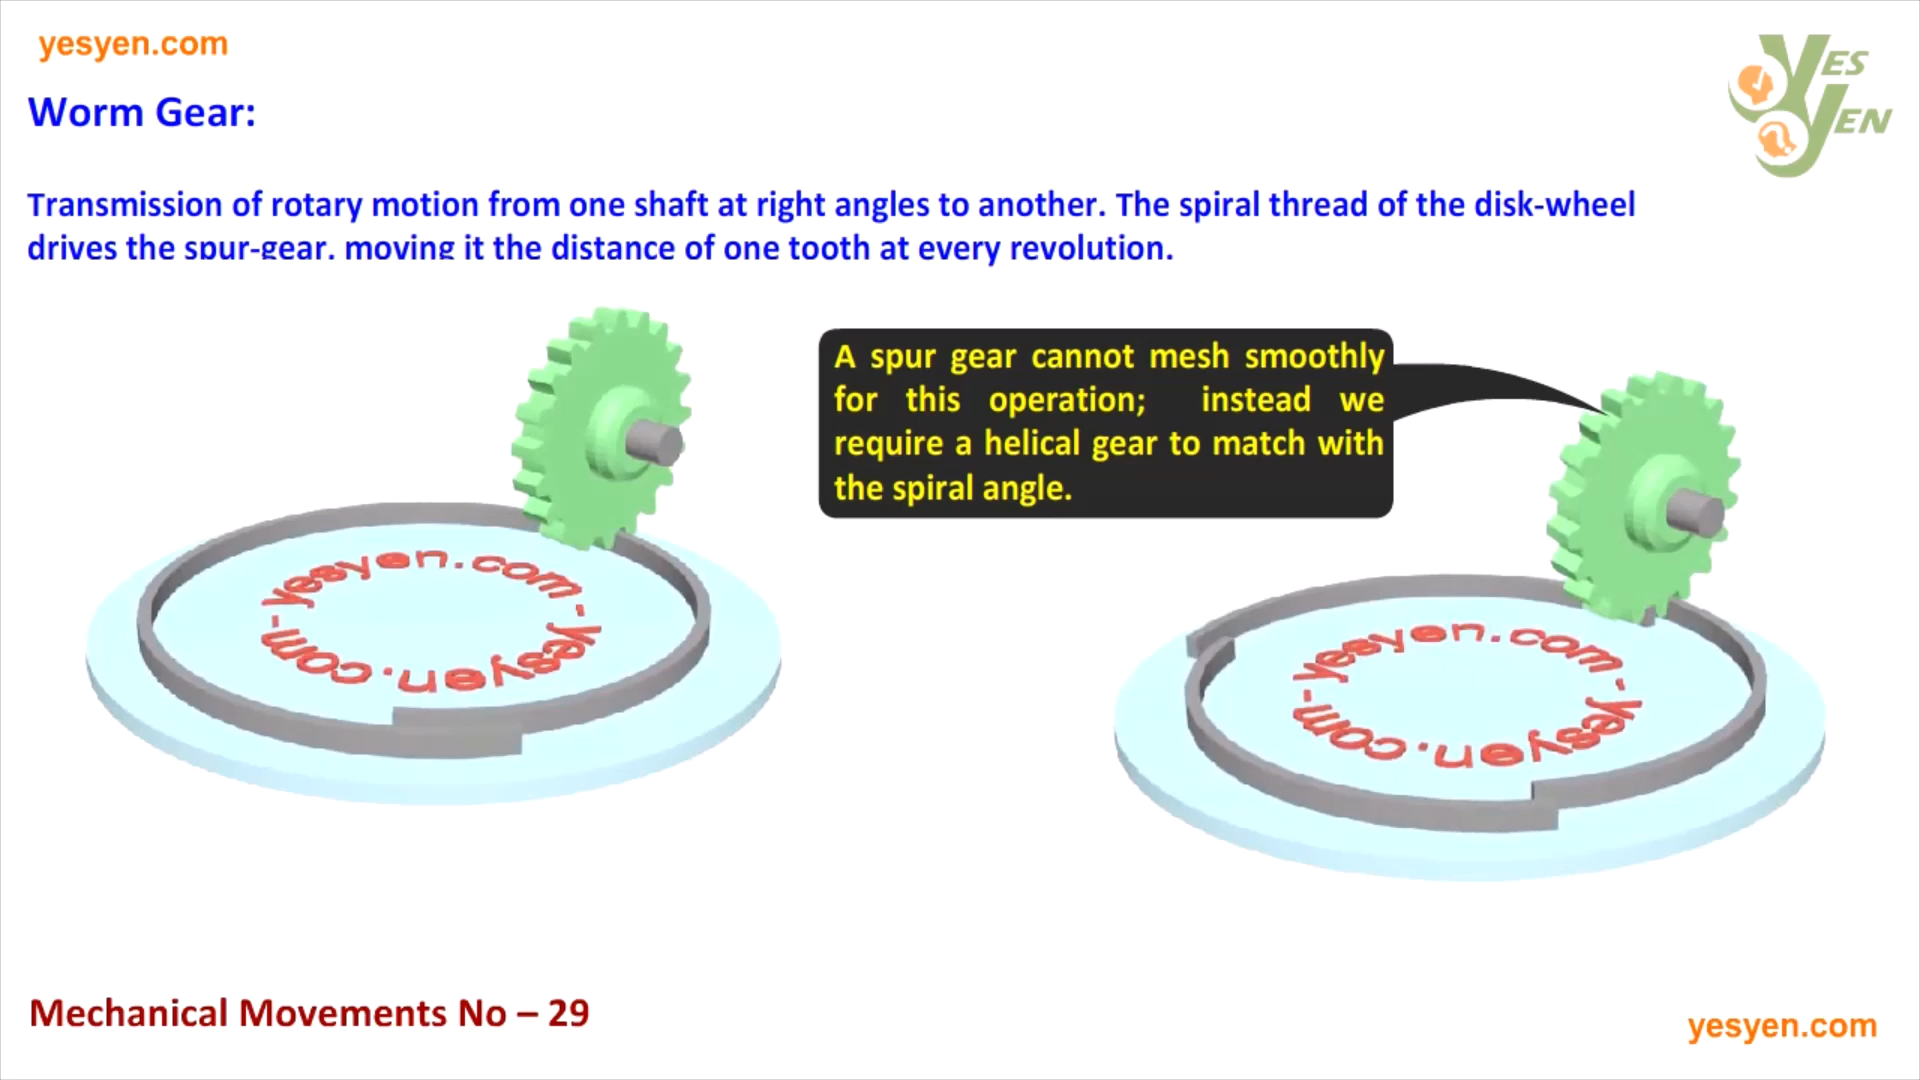 yesyen.com
YES
YEN
Worm Gear:
Transmission of rotary motion from one shaft at right angles to another. The spiral thread of the disk-wheel
drives the spur-gear, moving it the distance of one tooth at every revolution.
A spur gear cannot mesh smoothly
for this operation; instead we
require a helical gear to match with
the spiral angle.
-yesyen.com-yesyen.com
-yesyen.com-yesyen.com
Mechanical Movements No – 29
yesyen.com